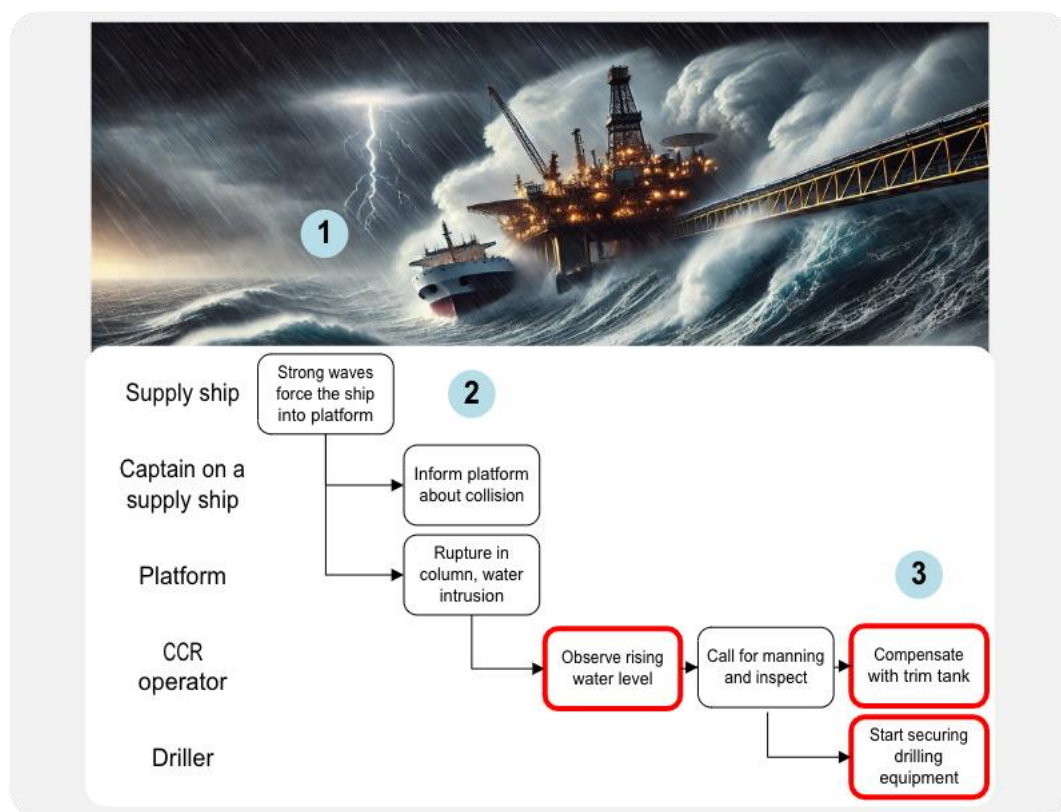 1
Supply ship
Strong waves
force the ship
into platform
2
Captain on a
supply ship
Inform platform
about collision
Platform
Rupture in
column, water
intrusion
3
CCR
operator
Observe rising
water level
Call for manning
and inspect
Compensate
with trim tank
Driller
Start securing
drilling
equipment